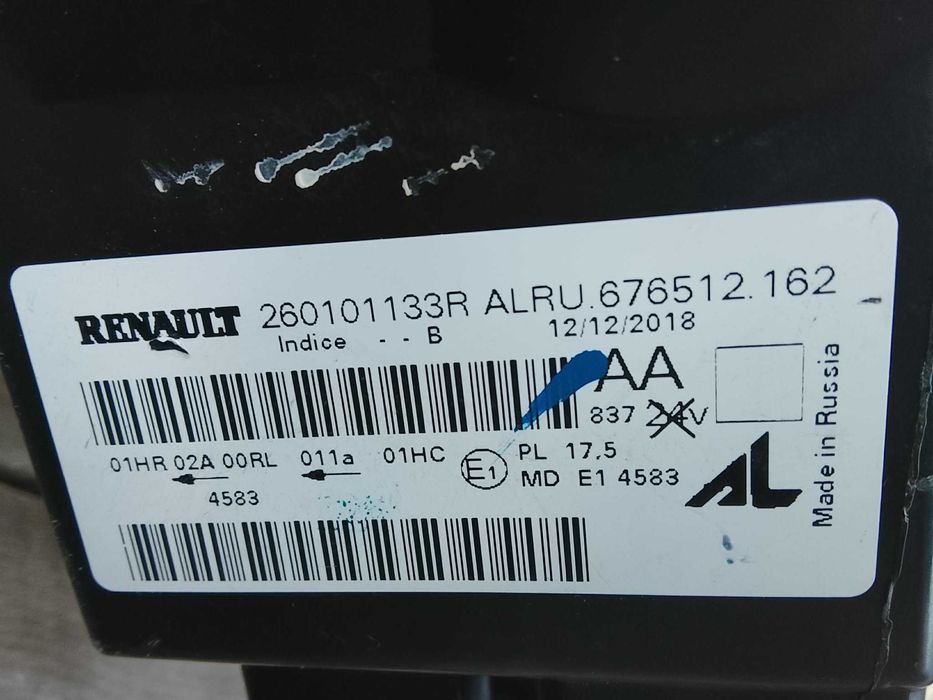 RENAULT 260101133R ALRU.676512.162
Indice - - B 12/12/2018
AA
837 24V
01HR 02A 00RL 011a 01HC E1 PL 17.5
4583 MD E1 4583
AL
Made in Russia